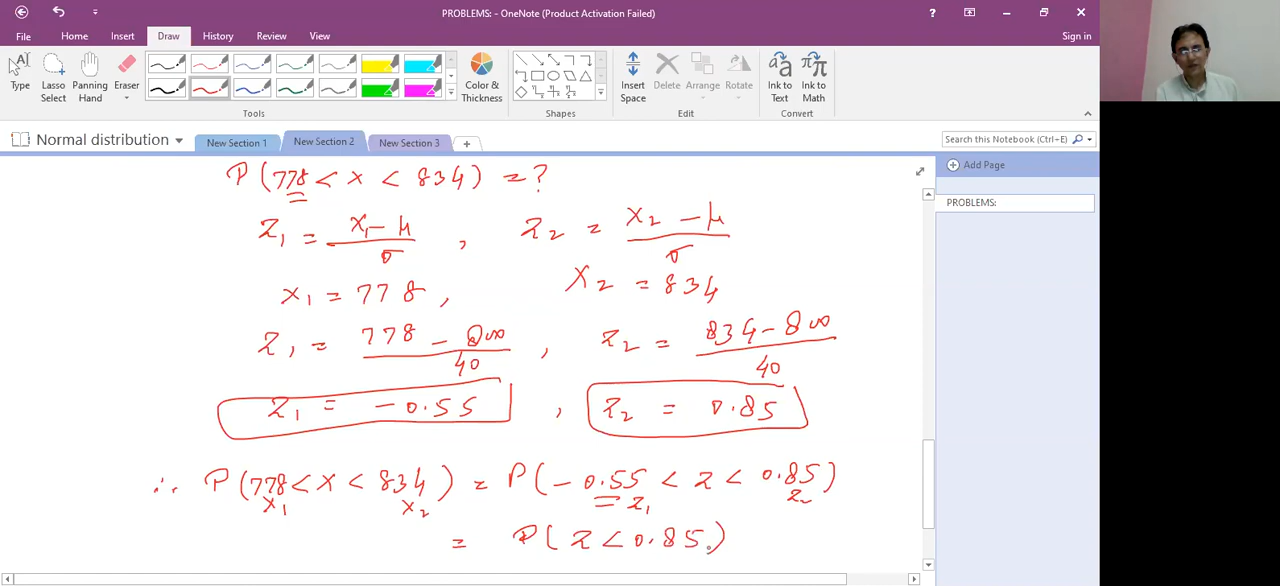 PROBLEMS: - OneNote (Product Activation Failed)
File Home Insert Draw History Review View Sign in
Type Lasso Select Panning Hand Eraser Color & Thickness Insert Space Delete Arrange Rotate Ink to Text Ink to Math
Tools Shapes Edit Convert
Normal distribution New Section 1 New Section 2 New Section 3 + Search this Notebook (Ctrl+E)
Add Page
PROBLEMS:
P(778 < x < 834) = ?
Z₁ = (x₁ - μ)/σ , Z₂ = (x₂ - μ)/σ
x₁ = 778 , x₂ = 834
Z₁ = (778 - 800)/40 , Z₂ = (834 - 800)/40
Z₁ = - 0.55 , Z₂ = 0.85
∴ P(778 < x < 834) = P(- 0.55 < Z < 0.85)
x₁ x₂ Z₁ Z₂
= P(Z < 0.85)